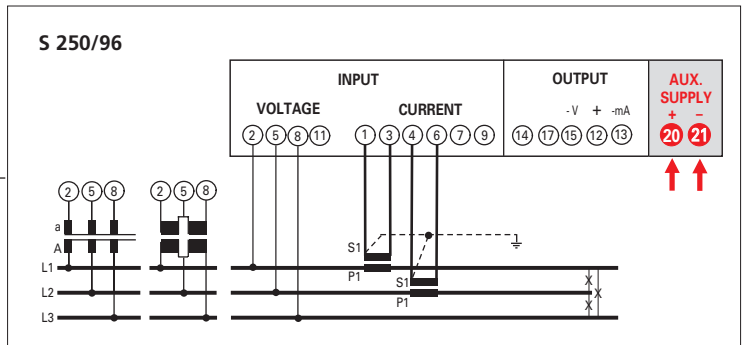 S 250/96
INPUT
OUTPUT
AUX.
SUPPLY
VOLTAGE
CURRENT
- V + -mA
+ −
2 5 8 11
1 3 4 6 7 9
14 17 15 12 13
20 21
2 5 8
2 5 8
a
A
S1
P1
S1
P1
L1
L2
L3
X
X
X